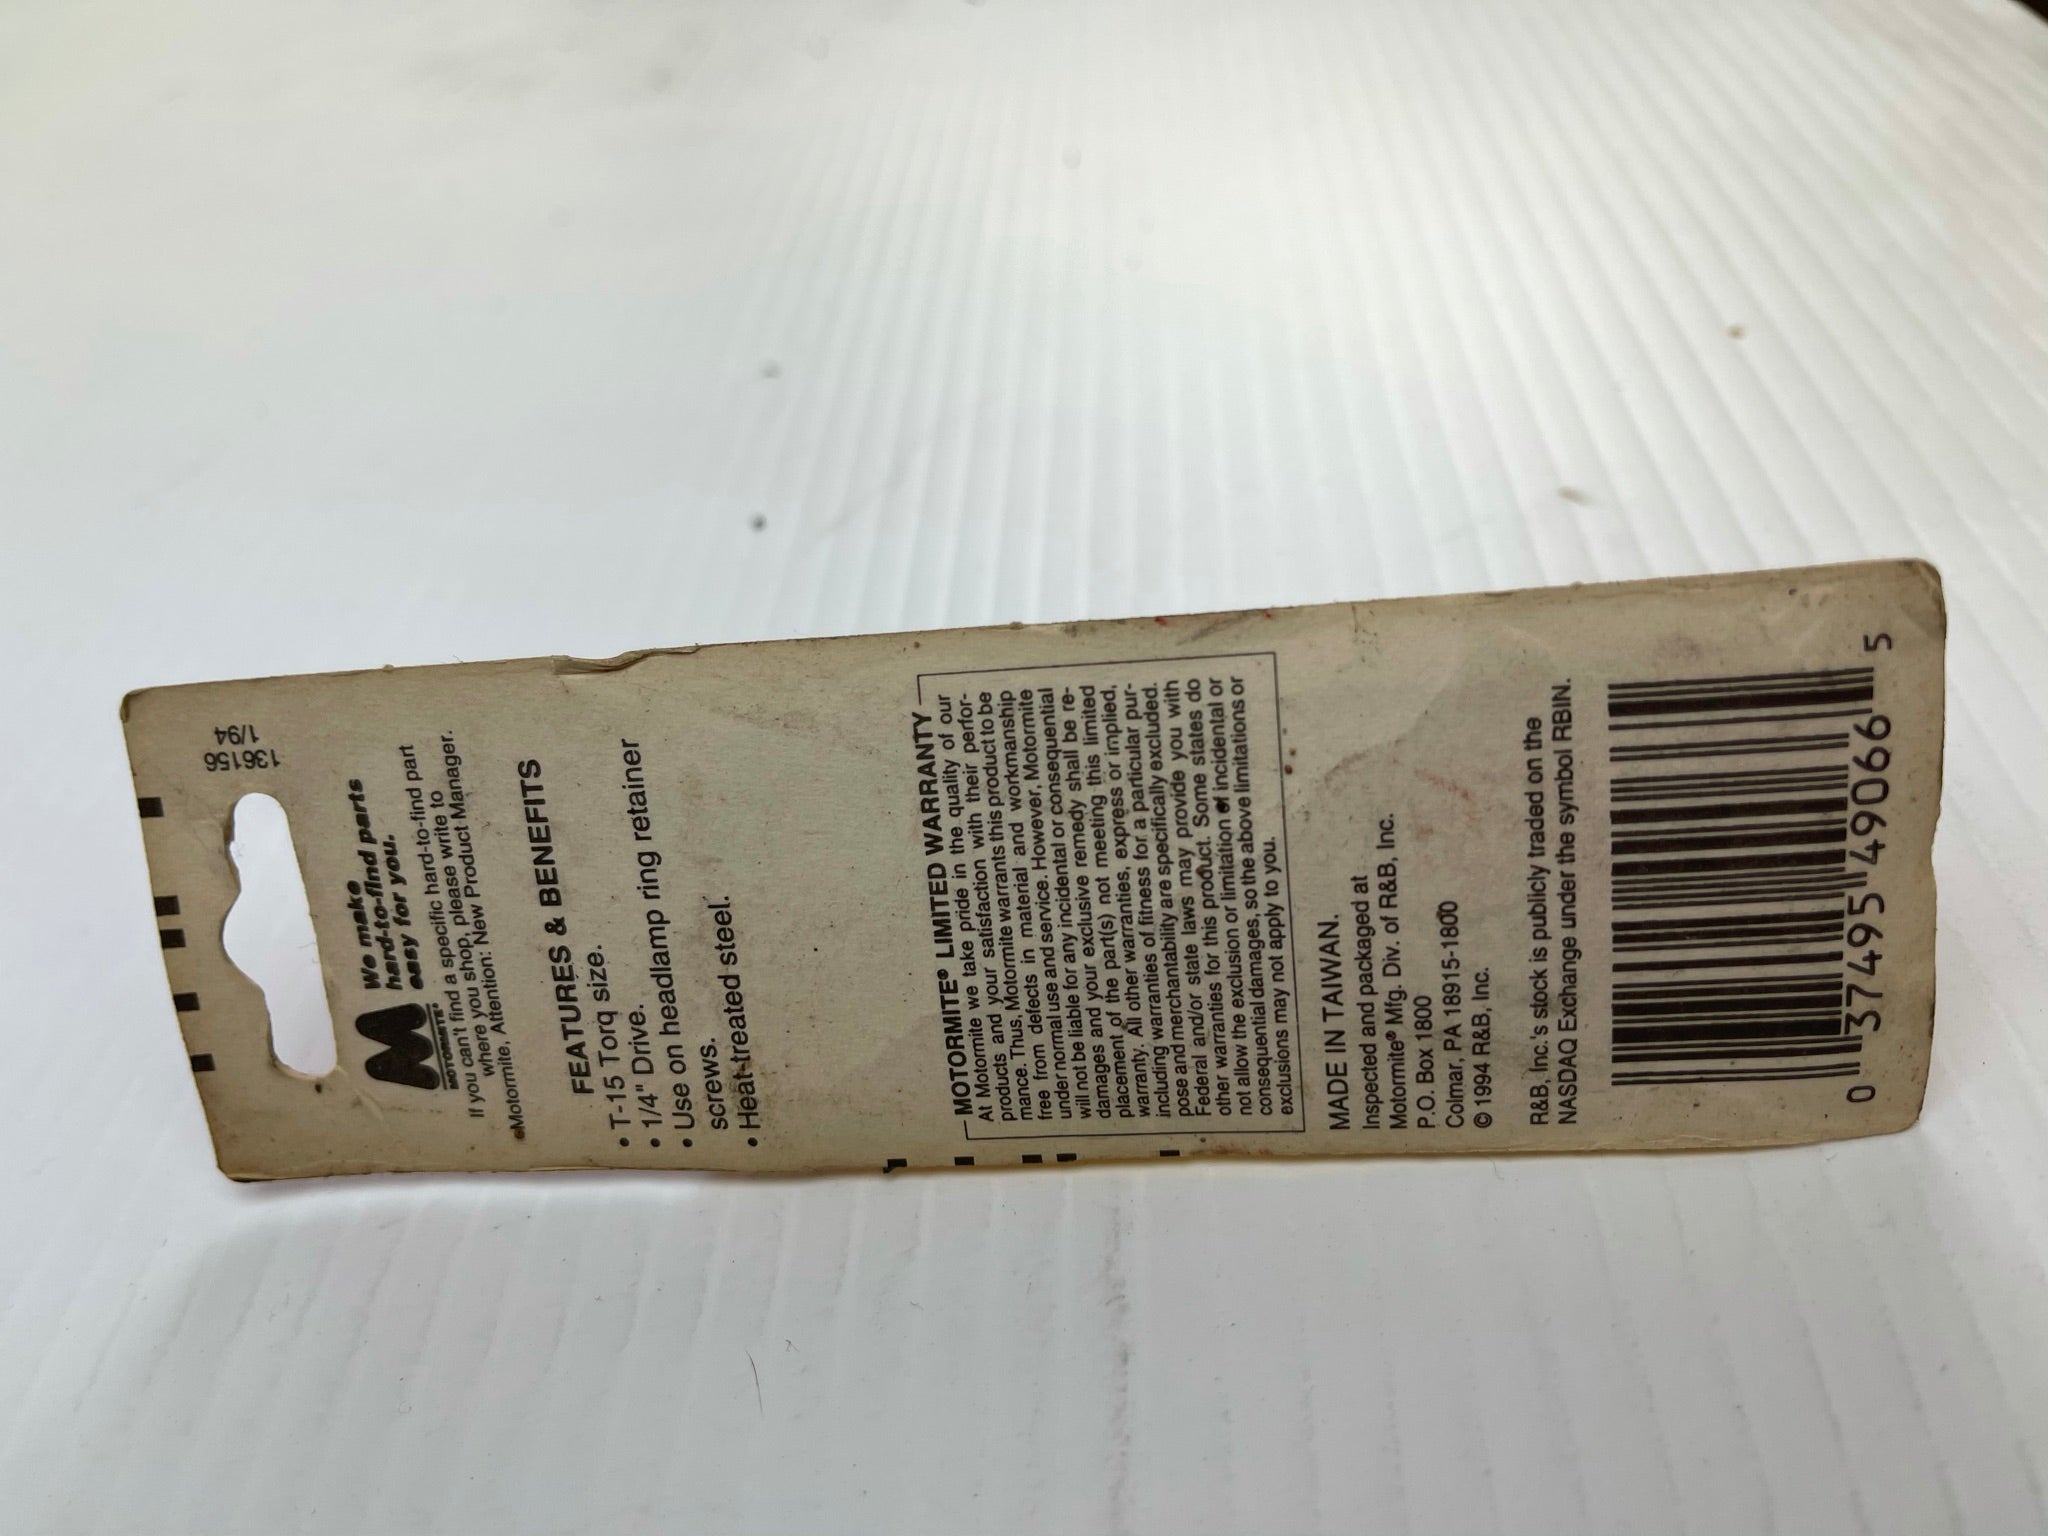 136156
1/94
We make
hard-to-find parts
easy for you.
MOTORMITE®
If you can't find a specific hard-to-find part
where you shop, please write to
Motormite, Attention: New Product Manager.
FEATURES & BENEFITS
• T-15 Torq size.
• 1/4" Drive.
• Use on headlamp ring retainer
screws.
• Heat-treated steel.
MOTORMITE® LIMITED WARRANTY
At Motormite we take pride in the quality of our
products and your satisfaction with their perfor-
mance. Thus, Motormite warrants this product to be
free from defects in material and workmanship
under normal use and service. However, Motormite
will not be liable for any incidental or consequential
damages and your exclusive remedy shall be re-
placement of the part(s) not meeting this limited
warranty. All other warranties, express or implied,
including warranties of fitness for a particular pur-
pose and merchantability are specifically excluded.
Federal and/or state laws may provide you with
other warranties for this product. Some states do
not allow the exclusion or limitation of incidental or
consequential damages, so the above limitations or
exclusions may not apply to you.
MADE IN TAIWAN.
Inspected and packaged at
Motormite® Mfg. Div. of R&B, Inc.
P.O. Box 1800
Colmar, PA 18915-1800
© 1994 R&B, Inc.
R&B, Inc.'s stock is publicly traded on the
NASDAQ Exchange under the symbol RBIN.
0 37495 49066 5